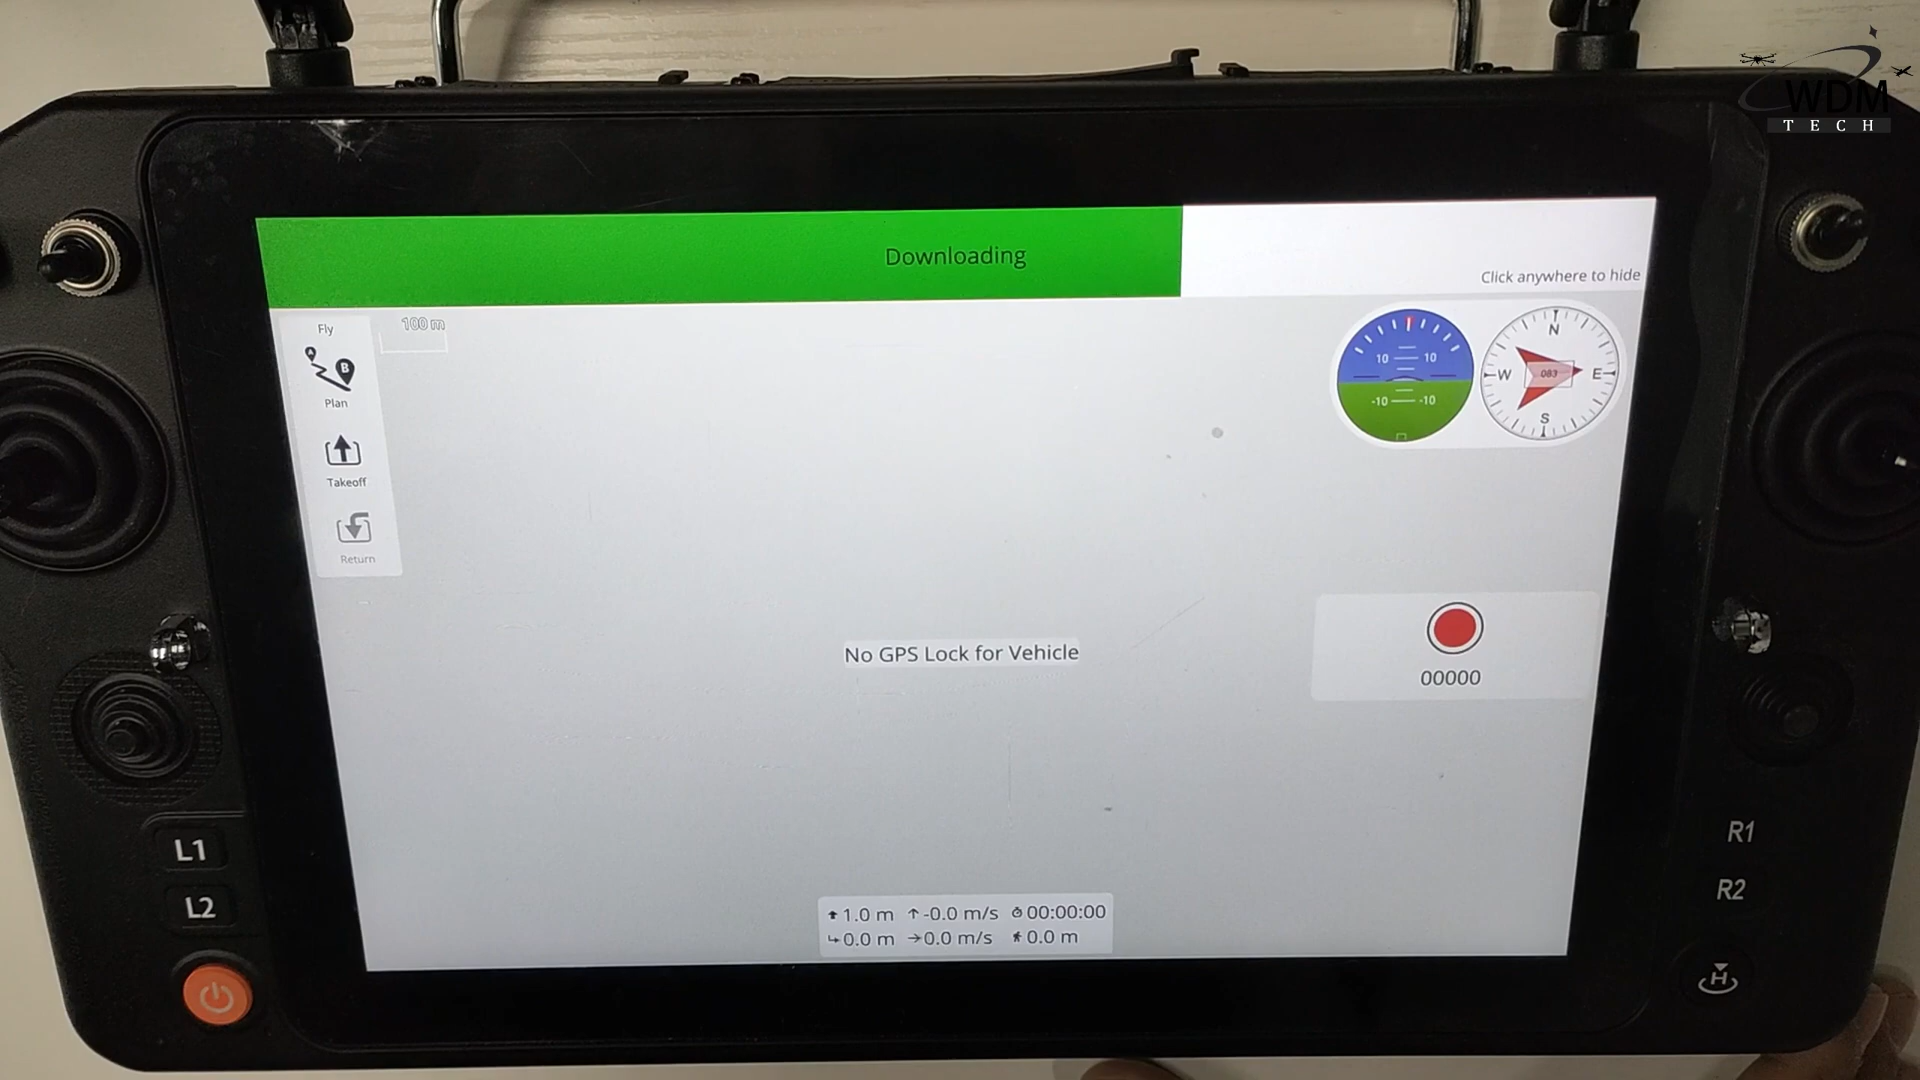 WDM
TECH
Downloading
Click anywhere to hide
Fly
100 m
B
Plan
Takeoff
Return
10 10
-10 -10
N
W 083 E
S
No GPS Lock for Vehicle
00000
1.0 m -0.0 m/s 00:00:00
0.0 m 0.0 m/s 0.0 m
L1
L2
R1
R2
H